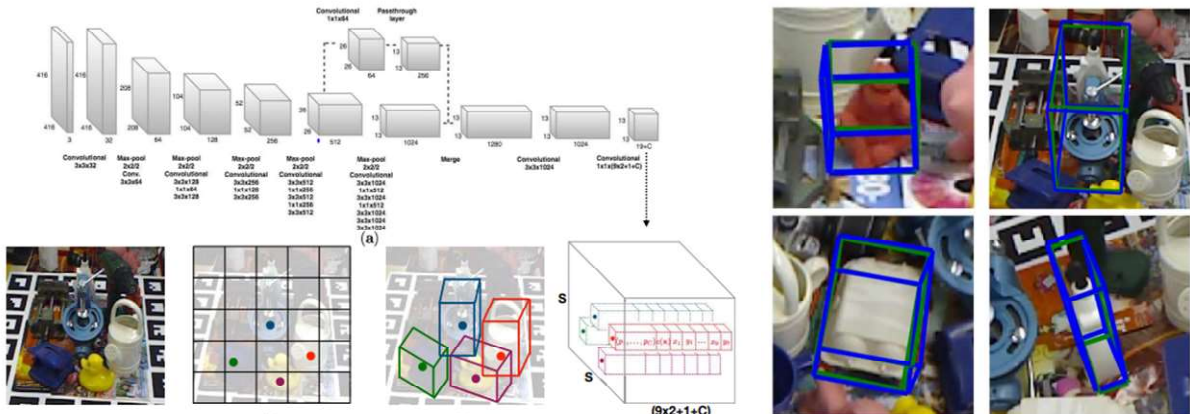 Convolutional
1x1x64
Passthrough
layer
26
26
64
13
13
256
416
416
3
416
416
32
208
208
64
104
104
128
52
52
256
26
512
13
13
1024
13
13
1280
13
13
1024
13
13
19+C
Convolutional
3x3x32
Max-pool
2x2/2
Conv.
3x3x64
Max-pool
2x2/2
Convolutional
3x3x128
1x1x64
3x3x128
Max-pool
2x2/2
Convolutional
3x3x256
1x1x128
3x3x256
Max-pool
2x2/2
Convolutional
3x3x512
1x1x256
3x3x512
1x1x256
3x3x512
Max-pool
2x2/2
Convolutional
3x3x1024
1x1x512
3x3x1024
1x1x512
3x3x1024
3x3x1024
3x3x1024
Merge
Convolutional
3x3x1024
Convolutional
1x1x(9x2+1+C)
(a)
S
S
(9x2+1+C)